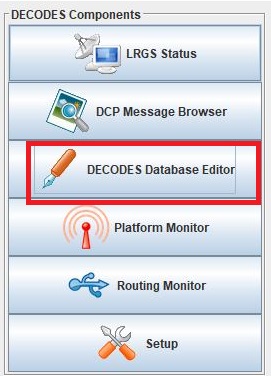 DECODES Components
LRGS Status
DCP Message Browser
DECODES Database Editor
Platform Monitor
Routing Monitor
Setup